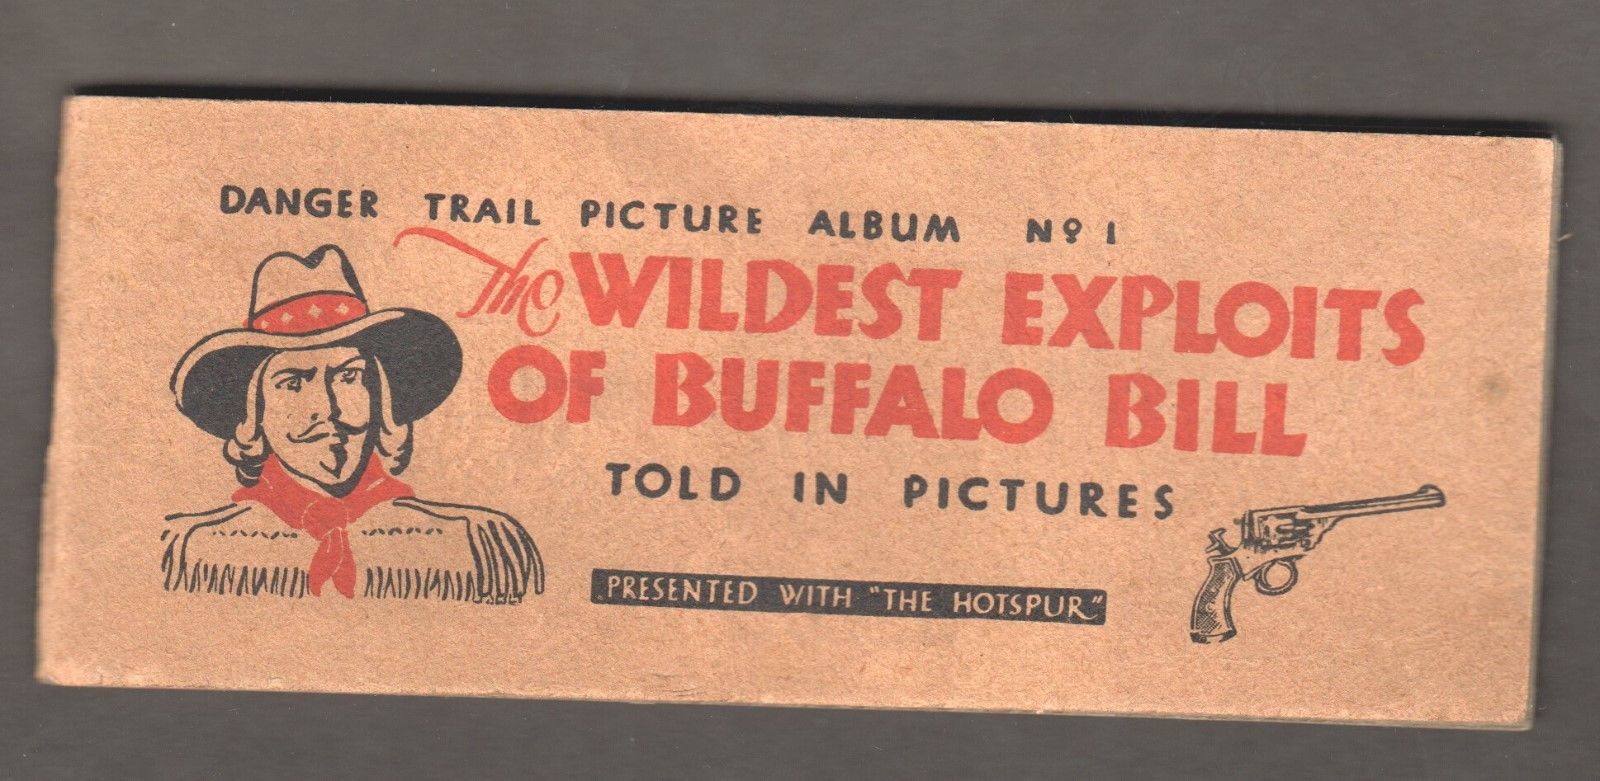 DANGER TRAIL PICTURE ALBUM Nº 1
The WILDEST EXPLOITS
OF BUFFALO BILL
TOLD IN PICTURES
PRESENTED WITH "THE HOTSPUR"